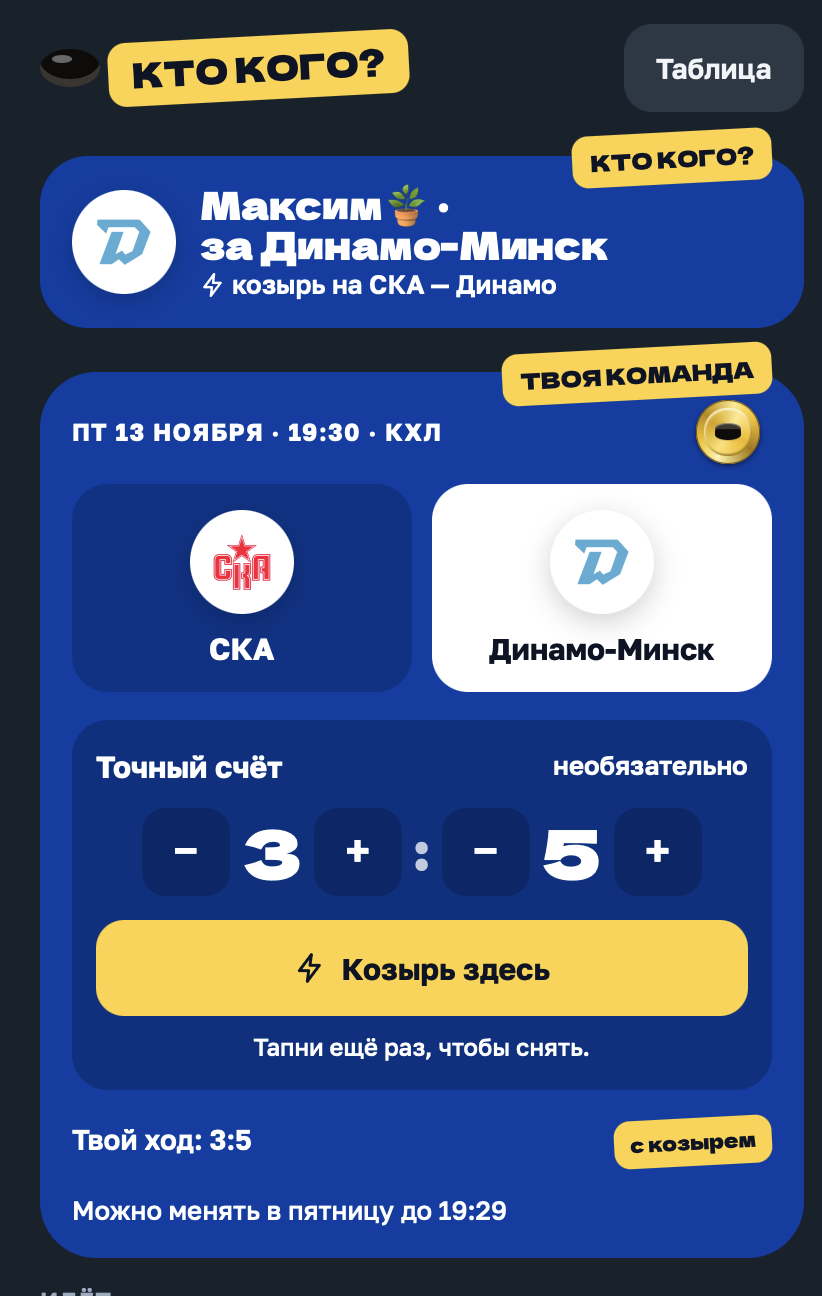 КТО КОГО?
Таблица
КТО КОГО?
Максим🪴 ·
за Динамо-Минск
козырь на СКА — Динамо
ТВОЯ КОМАНДА
ПТ 13 НОЯБРЯ · 19:30 · КХЛ
СКА
СКА
Динамо-Минск
Точный счёт
необязательно
− 3 + : − 5 +
Козырь здесь
Тапни ещё раз, чтобы снять.
Твой ход: 3:5
с козырем
Можно менять в пятницу до 19:29